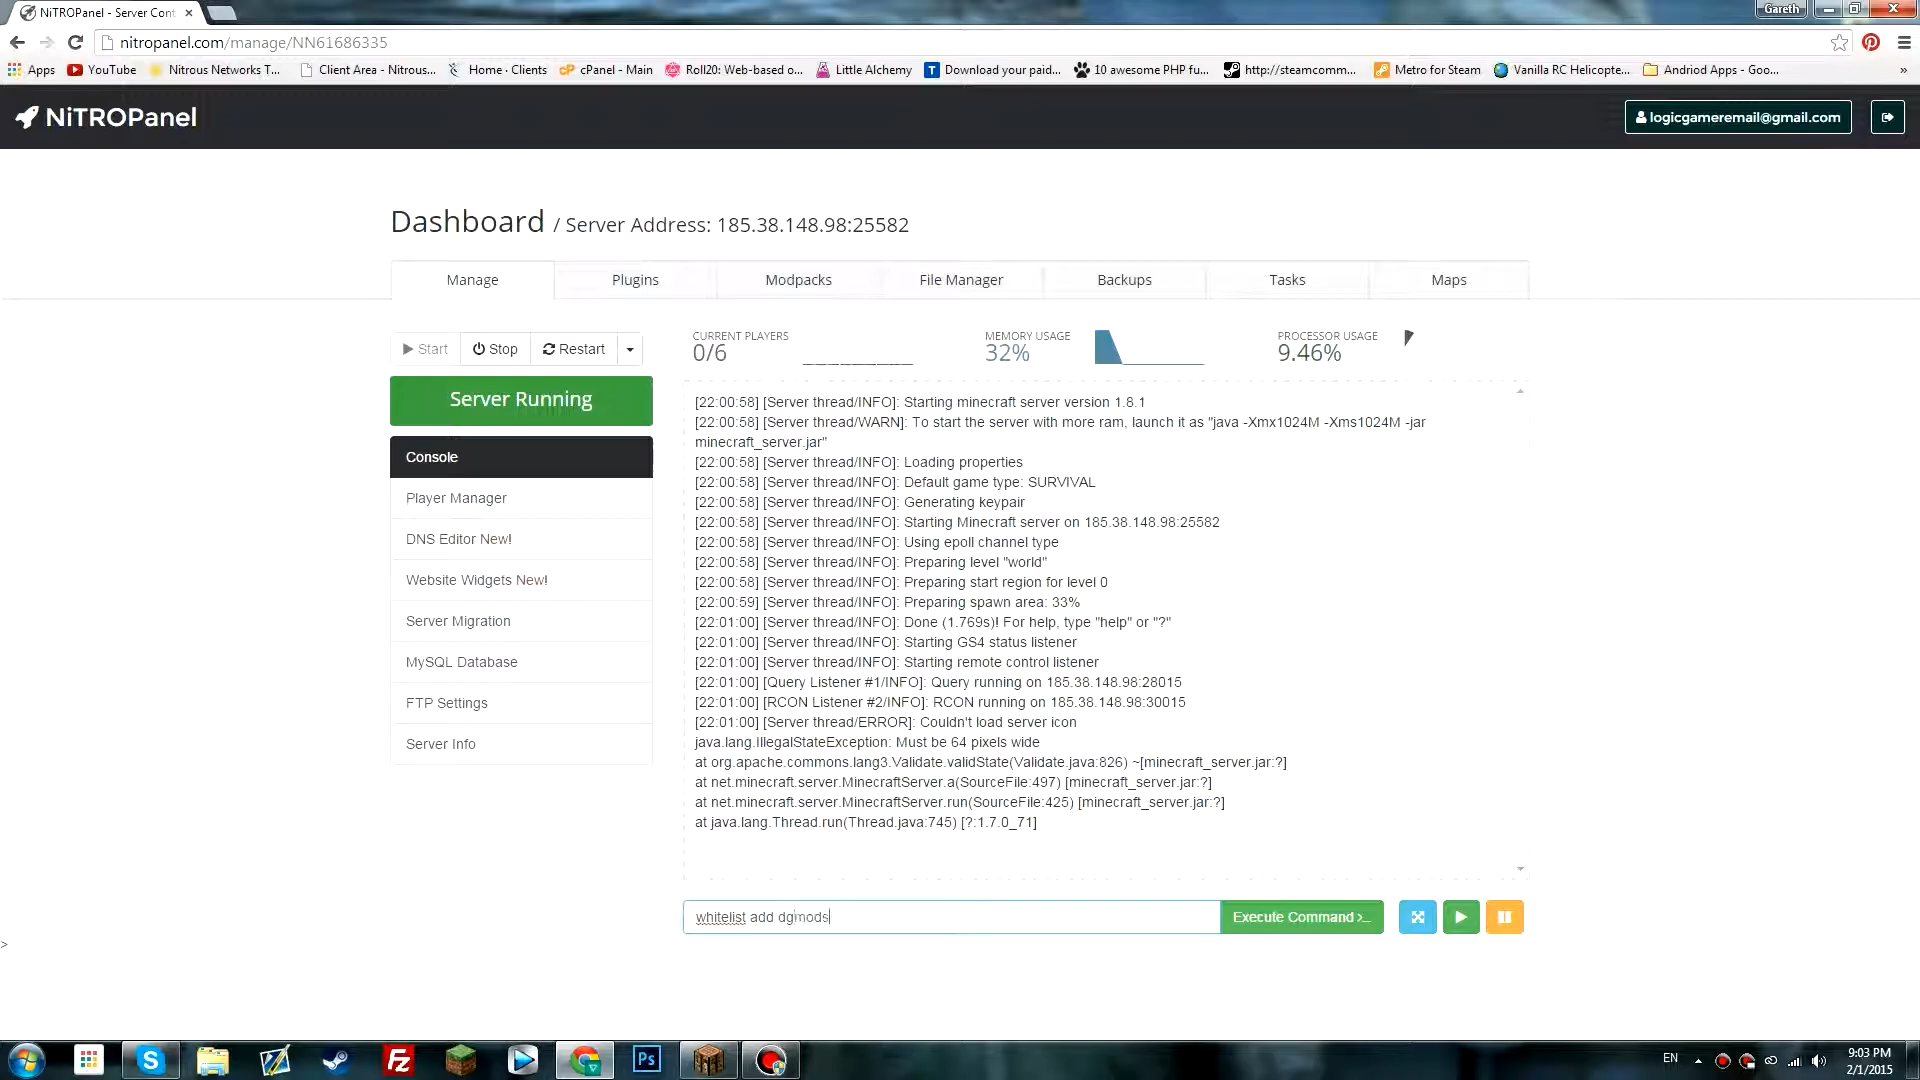 NiTROPanel - Server Cont
Gareth
nitropanel.com/manage/NN61686335
Apps YouTube Nitrous Networks T... Client Area - Nitrous... Home · Clients cPanel - Main Roll20: Web-based o... Little Alchemy Download your paid... 10 awesome PHP fu... http://steamcomm... Metro for Steam Vanilla RC Helicopte... Andriod Apps - Goo... »
NiTROPanel
logicgameremail@gmail.com
Dashboard / Server Address: 185.38.148.98:25582
Manage Plugins Modpacks File Manager Backups Tasks Maps
Start Stop Restart
CURRENT PLAYERS
0/6
MEMORY USAGE
32%
PROCESSOR USAGE
9.46%
Server Running
Console
Player Manager
DNS Editor New!
Website Widgets New!
Server Migration
MySQL Database
FTP Settings
Server Info
[22:00:58] [Server thread/INFO]: Starting minecraft server version 1.8.1
[22:00:58] [Server thread/WARN]: To start the server with more ram, launch it as "java -Xmx1024M -Xms1024M -jar
minecraft_server.jar"
[22:00:58] [Server thread/INFO]: Loading properties
[22:00:58] [Server thread/INFO]: Default game type: SURVIVAL
[22:00:58] [Server thread/INFO]: Generating keypair
[22:00:58] [Server thread/INFO]: Starting Minecraft server on 185.38.148.98:25582
[22:00:58] [Server thread/INFO]: Using epoll channel type
[22:00:58] [Server thread/INFO]: Preparing level "world"
[22:00:58] [Server thread/INFO]: Preparing start region for level 0
[22:00:59] [Server thread/INFO]: Preparing spawn area: 33%
[22:01:00] [Server thread/INFO]: Done (1.769s)! For help, type "help" or "?"
[22:01:00] [Server thread/INFO]: Starting GS4 status listener
[22:01:00] [Server thread/INFO]: Starting remote control listener
[22:01:00] [Query Listener #1/INFO]: Query running on 185.38.148.98:28015
[22:01:00] [RCON Listener #2/INFO]: RCON running on 185.38.148.98:30015
[22:01:00] [Server thread/ERROR]: Couldn't load server icon
java.lang.IllegalStateException: Must be 64 pixels wide
at org.apache.commons.lang3.Validate.validState(Validate.java:826) ~[minecraft_server.jar:?]
at net.minecraft.server.MinecraftServer.a(SourceFile:497) [minecraft_server.jar:?]
at net.minecraft.server.MinecraftServer.run(SourceFile:425) [minecraft_server.jar:?]
at java.lang.Thread.run(Thread.java:745) [?:1.7.0_71]
whitelist add dgmods
Execute Command >_
>
EN
9:03 PM
2/1/2015